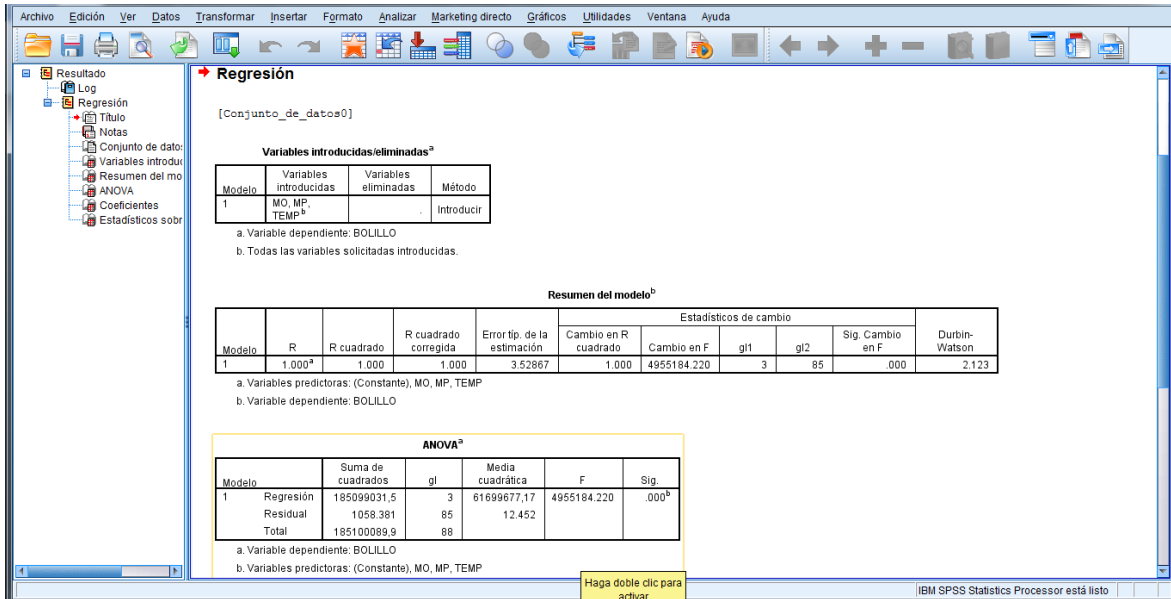 Archivo Edición Ver Datos Transformar Insertar Formato Analizar Marketing directo Gráficos Utilidades Ventana Ayuda
Resultado
Log
Regresión
Título
Notas
Conjunto de dato
Variables introduc
Resumen del mo
ANOVA
Coeficientes
Estadísticos sobr
Regresión
[Conjunto_de_datos0]
Variables introducidas/eliminadasa
Modelo Variables introducidas Variables eliminadas Método
1 MO, MP, TEMPb . Introducir
a. Variable dependiente: BOLILLO
b. Todas las variables solicitadas introducidas.
Resumen del modelob
Estadísticos de cambio
Modelo R R cuadrado R cuadrado corregida Error típ. de la estimación Cambio en R cuadrado Cambio en F gl1 gl2 Sig. Cambio en F Durbin-Watson
1 1.000a 1.000 1.000 3.52867 1.000 4955184.220 3 85 .000 2.123
a. Variables predictoras: (Constante), MO, MP, TEMP
b. Variable dependiente: BOLILLO
ANOVAa
Modelo Suma de cuadrados gl Media cuadrática F Sig.
1 Regresión 185099031,5 3 61699677,17 4955184.220 .000b
Residual 1058.381 85 12.452
Total 185100089,9 88
a. Variable dependiente: BOLILLO
b. Variables predictoras: (Constante), MO, MP, TEMP
Haga doble clic para
activar
IBM SPSS Statistics Processor está listo